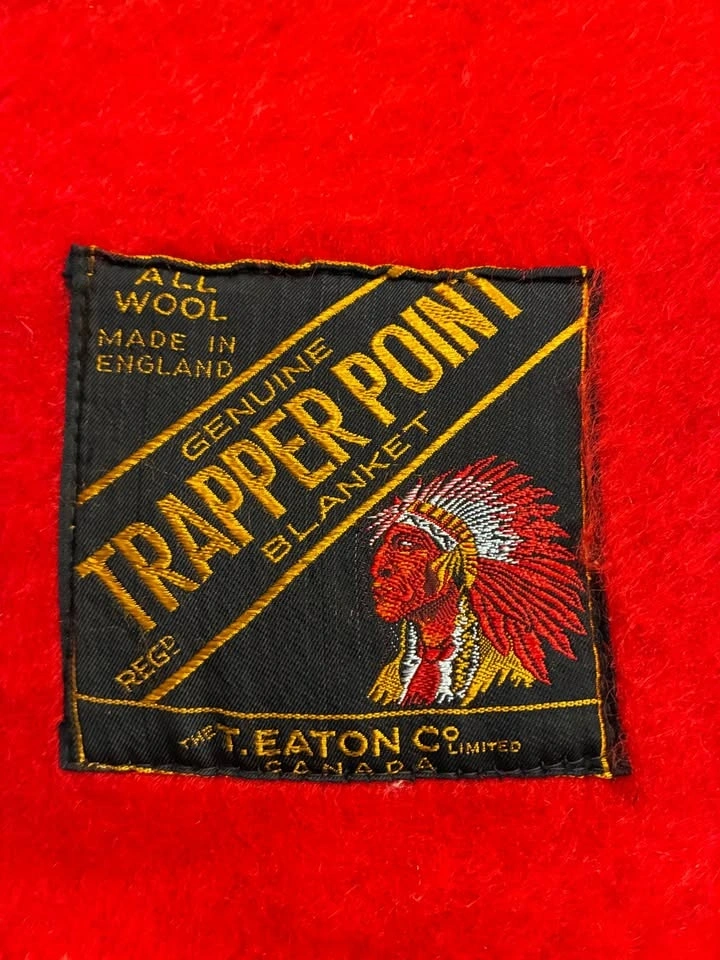 ALL
WOOL
MADE IN
ENGLAND
GENUINE
TRAPPER POINT
BLANKET
REGD
THE T. EATON CO LIMITED
CANADA